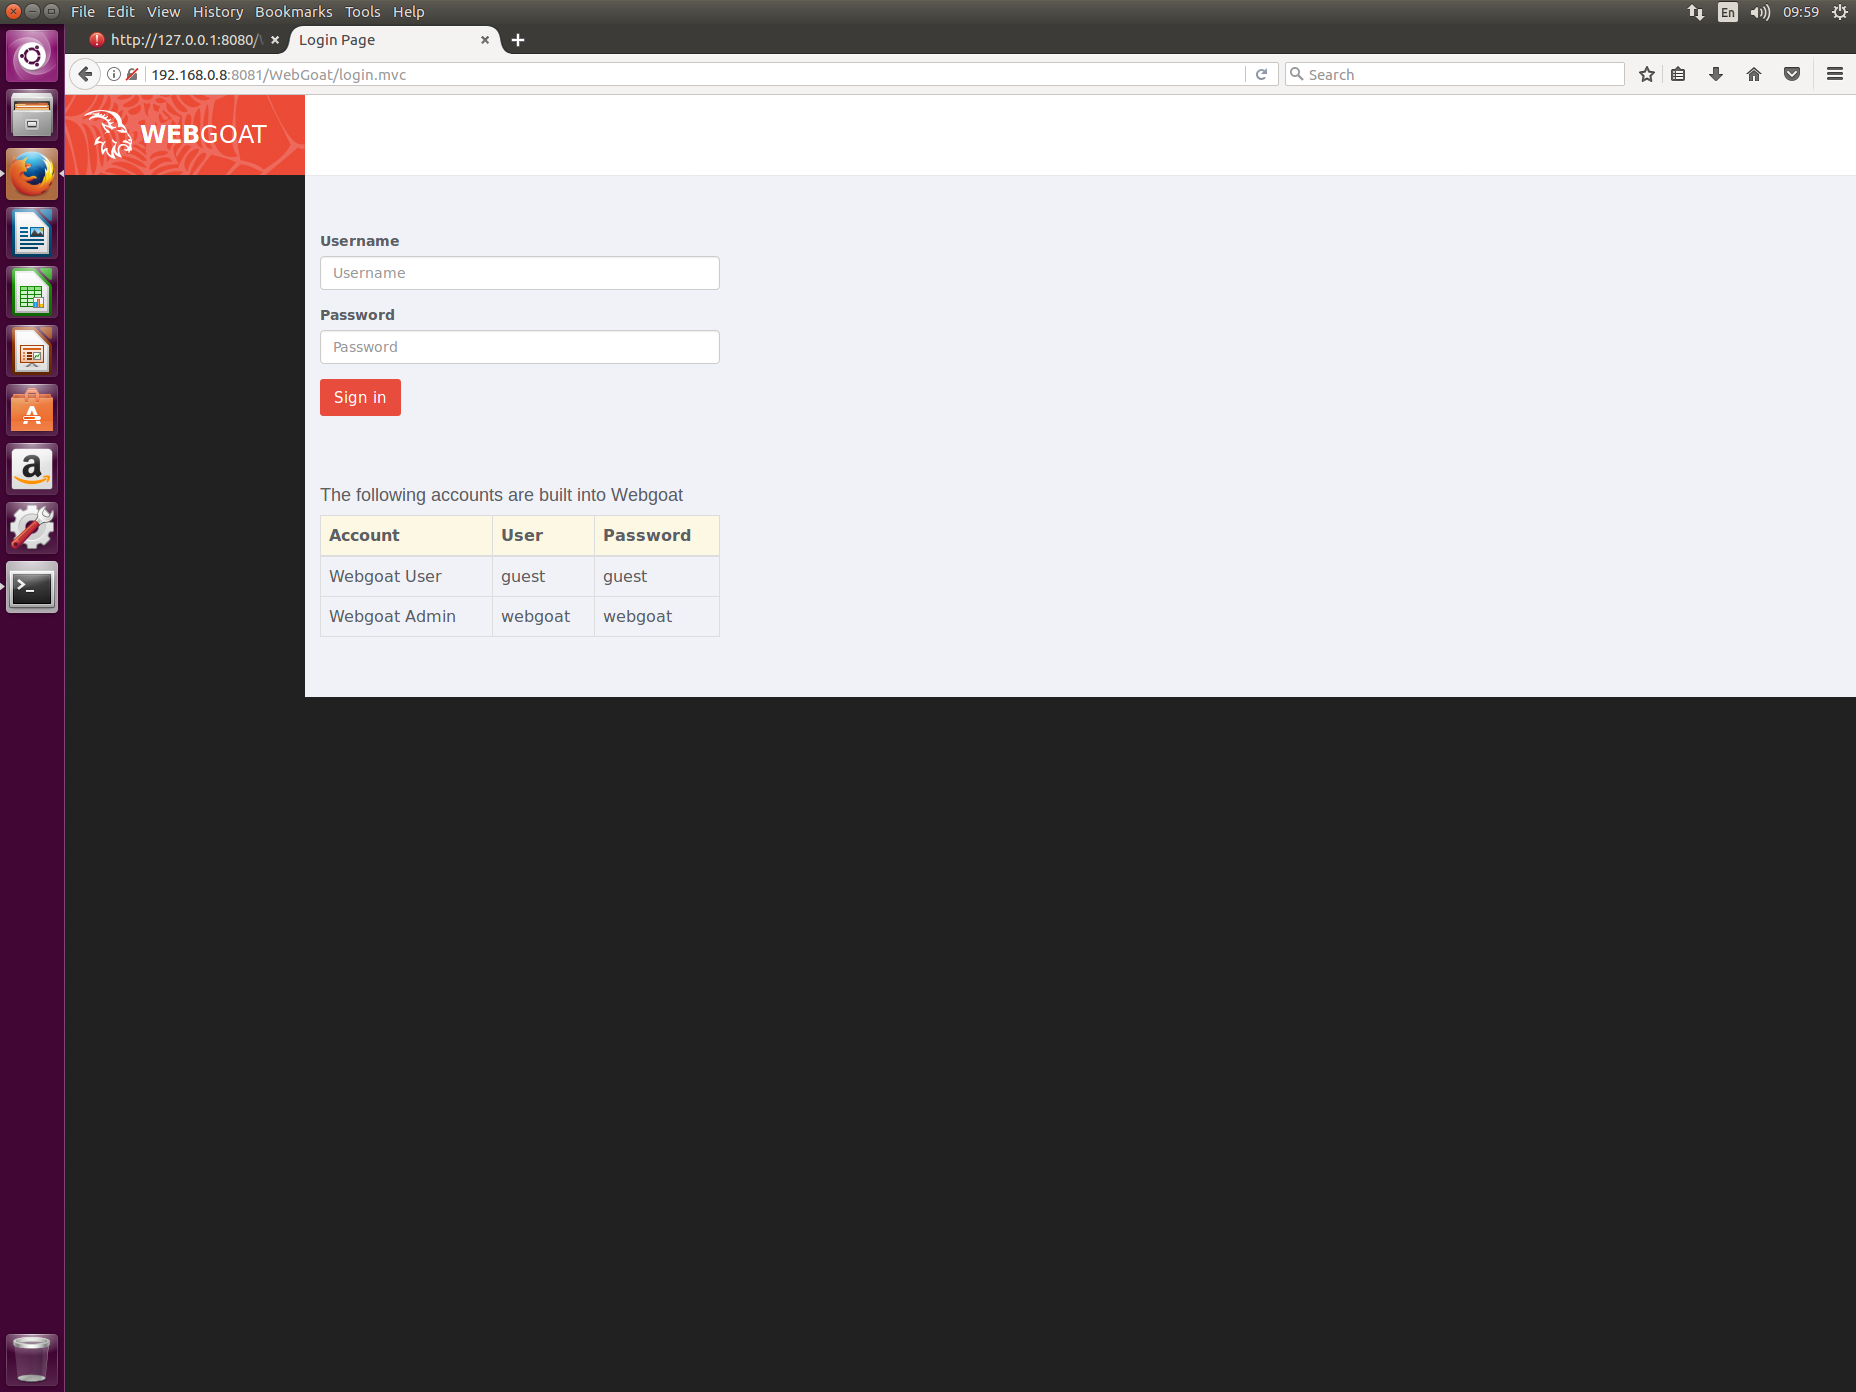 File Edit View History Bookmarks Tools Help
En 09:59
http://127.0.0.1:8080/
Login Page
192.168.0.8:8081/WebGoat/login.mvc
Search
WEBGOAT
Username
Username
Password
Password
Sign in
The following accounts are built into Webgoat
Account User Password
Webgoat User guest guest
Webgoat Admin webgoat webgoat